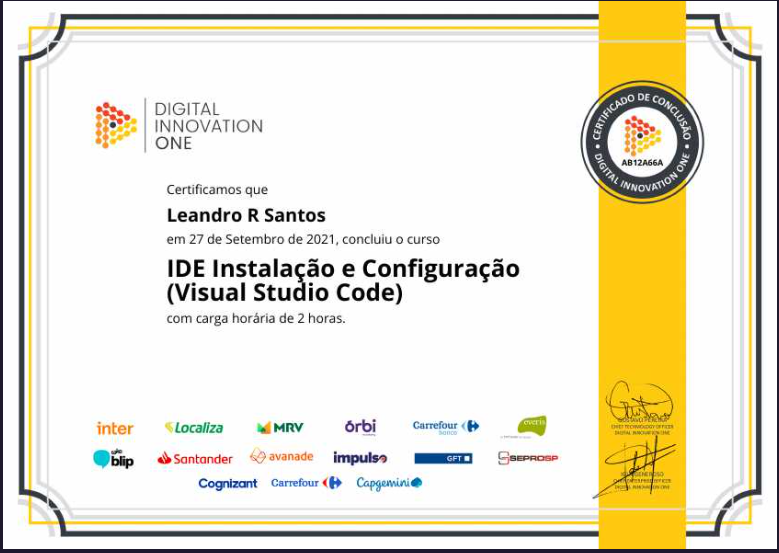 DIGITAL
INNOVATION
ONE
CERTIFICADO DE CONCLUSÃO
AB12A66A
DIGITAL INNOVATION ONE
Certificamos que
Leandro R Santos
em 27 de Setembro de 2021, concluiu o curso
IDE Instalação e Configuração
(Visual Studio Code)
com carga horária de 2 horas.
inter Localiza MRV órbi Carrefour banco everis
blip Santander avanade impulso GFT SEPROSP
Cognizant Carrefour Capgemini
CHIEF TECHNOLOGY OFFICER
DIGITAL INNOVATION ONE
DIGITAL INNOVATION ONE